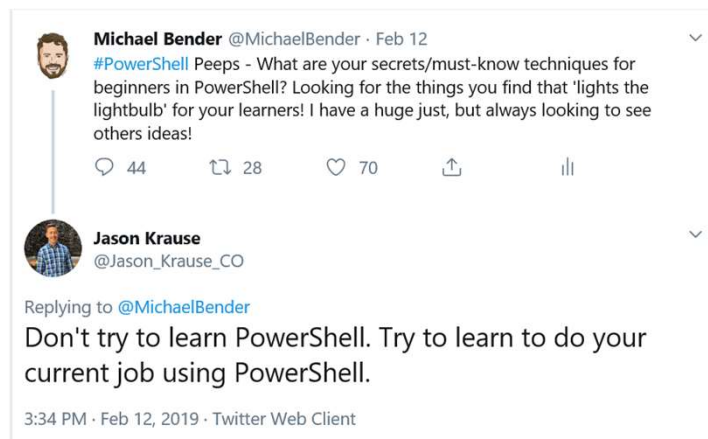 Michael Bender @MichaelBender · Feb 12
#PowerShell Peeps - What are your secrets/must-know techniques for
beginners in PowerShell? Looking for the things you find that 'lights the
lightbulb' for your learners! I have a huge just, but always looking to see
others ideas!
44 28 70
Jason Krause
@Jason_Krause_CO
Replying to @MichaelBender
Don't try to learn PowerShell. Try to learn to do your
current job using PowerShell.
3:34 PM · Feb 12, 2019 · Twitter Web Client